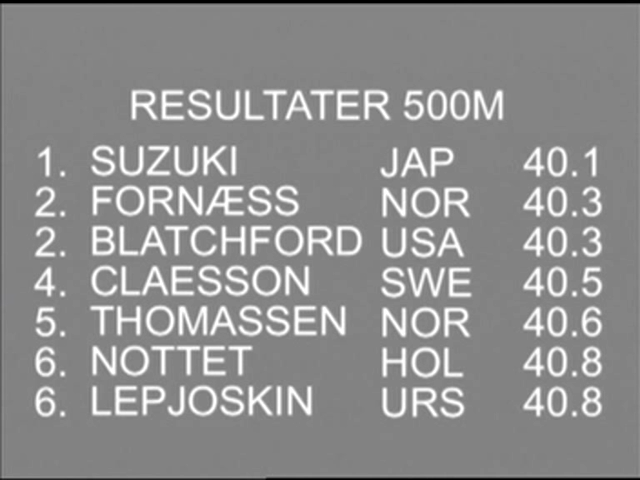 RESULTATER 500M
1. SUZUKI JAP 40.1
2. FORNÆSS NOR 40.3
2. BLATCHFORD USA 40.3
4. CLAESSON SWE 40.5
5. THOMASSEN NOR 40.6
6. NOTTET HOL 40.8
6. LEPJOSKIN URS 40.8